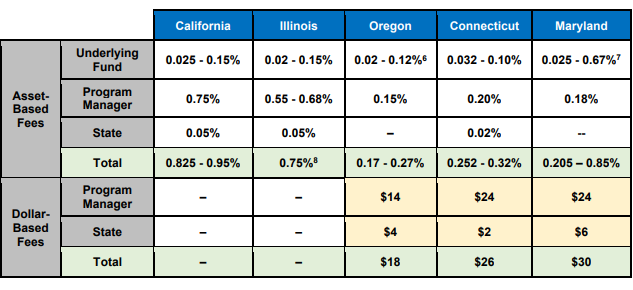 California Illinois Oregon Connecticut Maryland
Asset-Based Fees
Underlying Fund 0.025 - 0.15% 0.02 - 0.15% 0.02 - 0.12%⁶ 0.032 - 0.10% 0.025 - 0.67%⁷
Program Manager 0.75% 0.55 - 0.68% 0.15% 0.20% 0.18%
State 0.05% 0.05% – 0.02% --
Total 0.825 - 0.95% 0.75%⁸ 0.17 - 0.27% 0.252 - 0.32% 0.205 – 0.85%
Dollar-Based Fees
Program Manager – – $14 $24 $24
State – – $4 $2 $6
Total – – $18 $26 $30